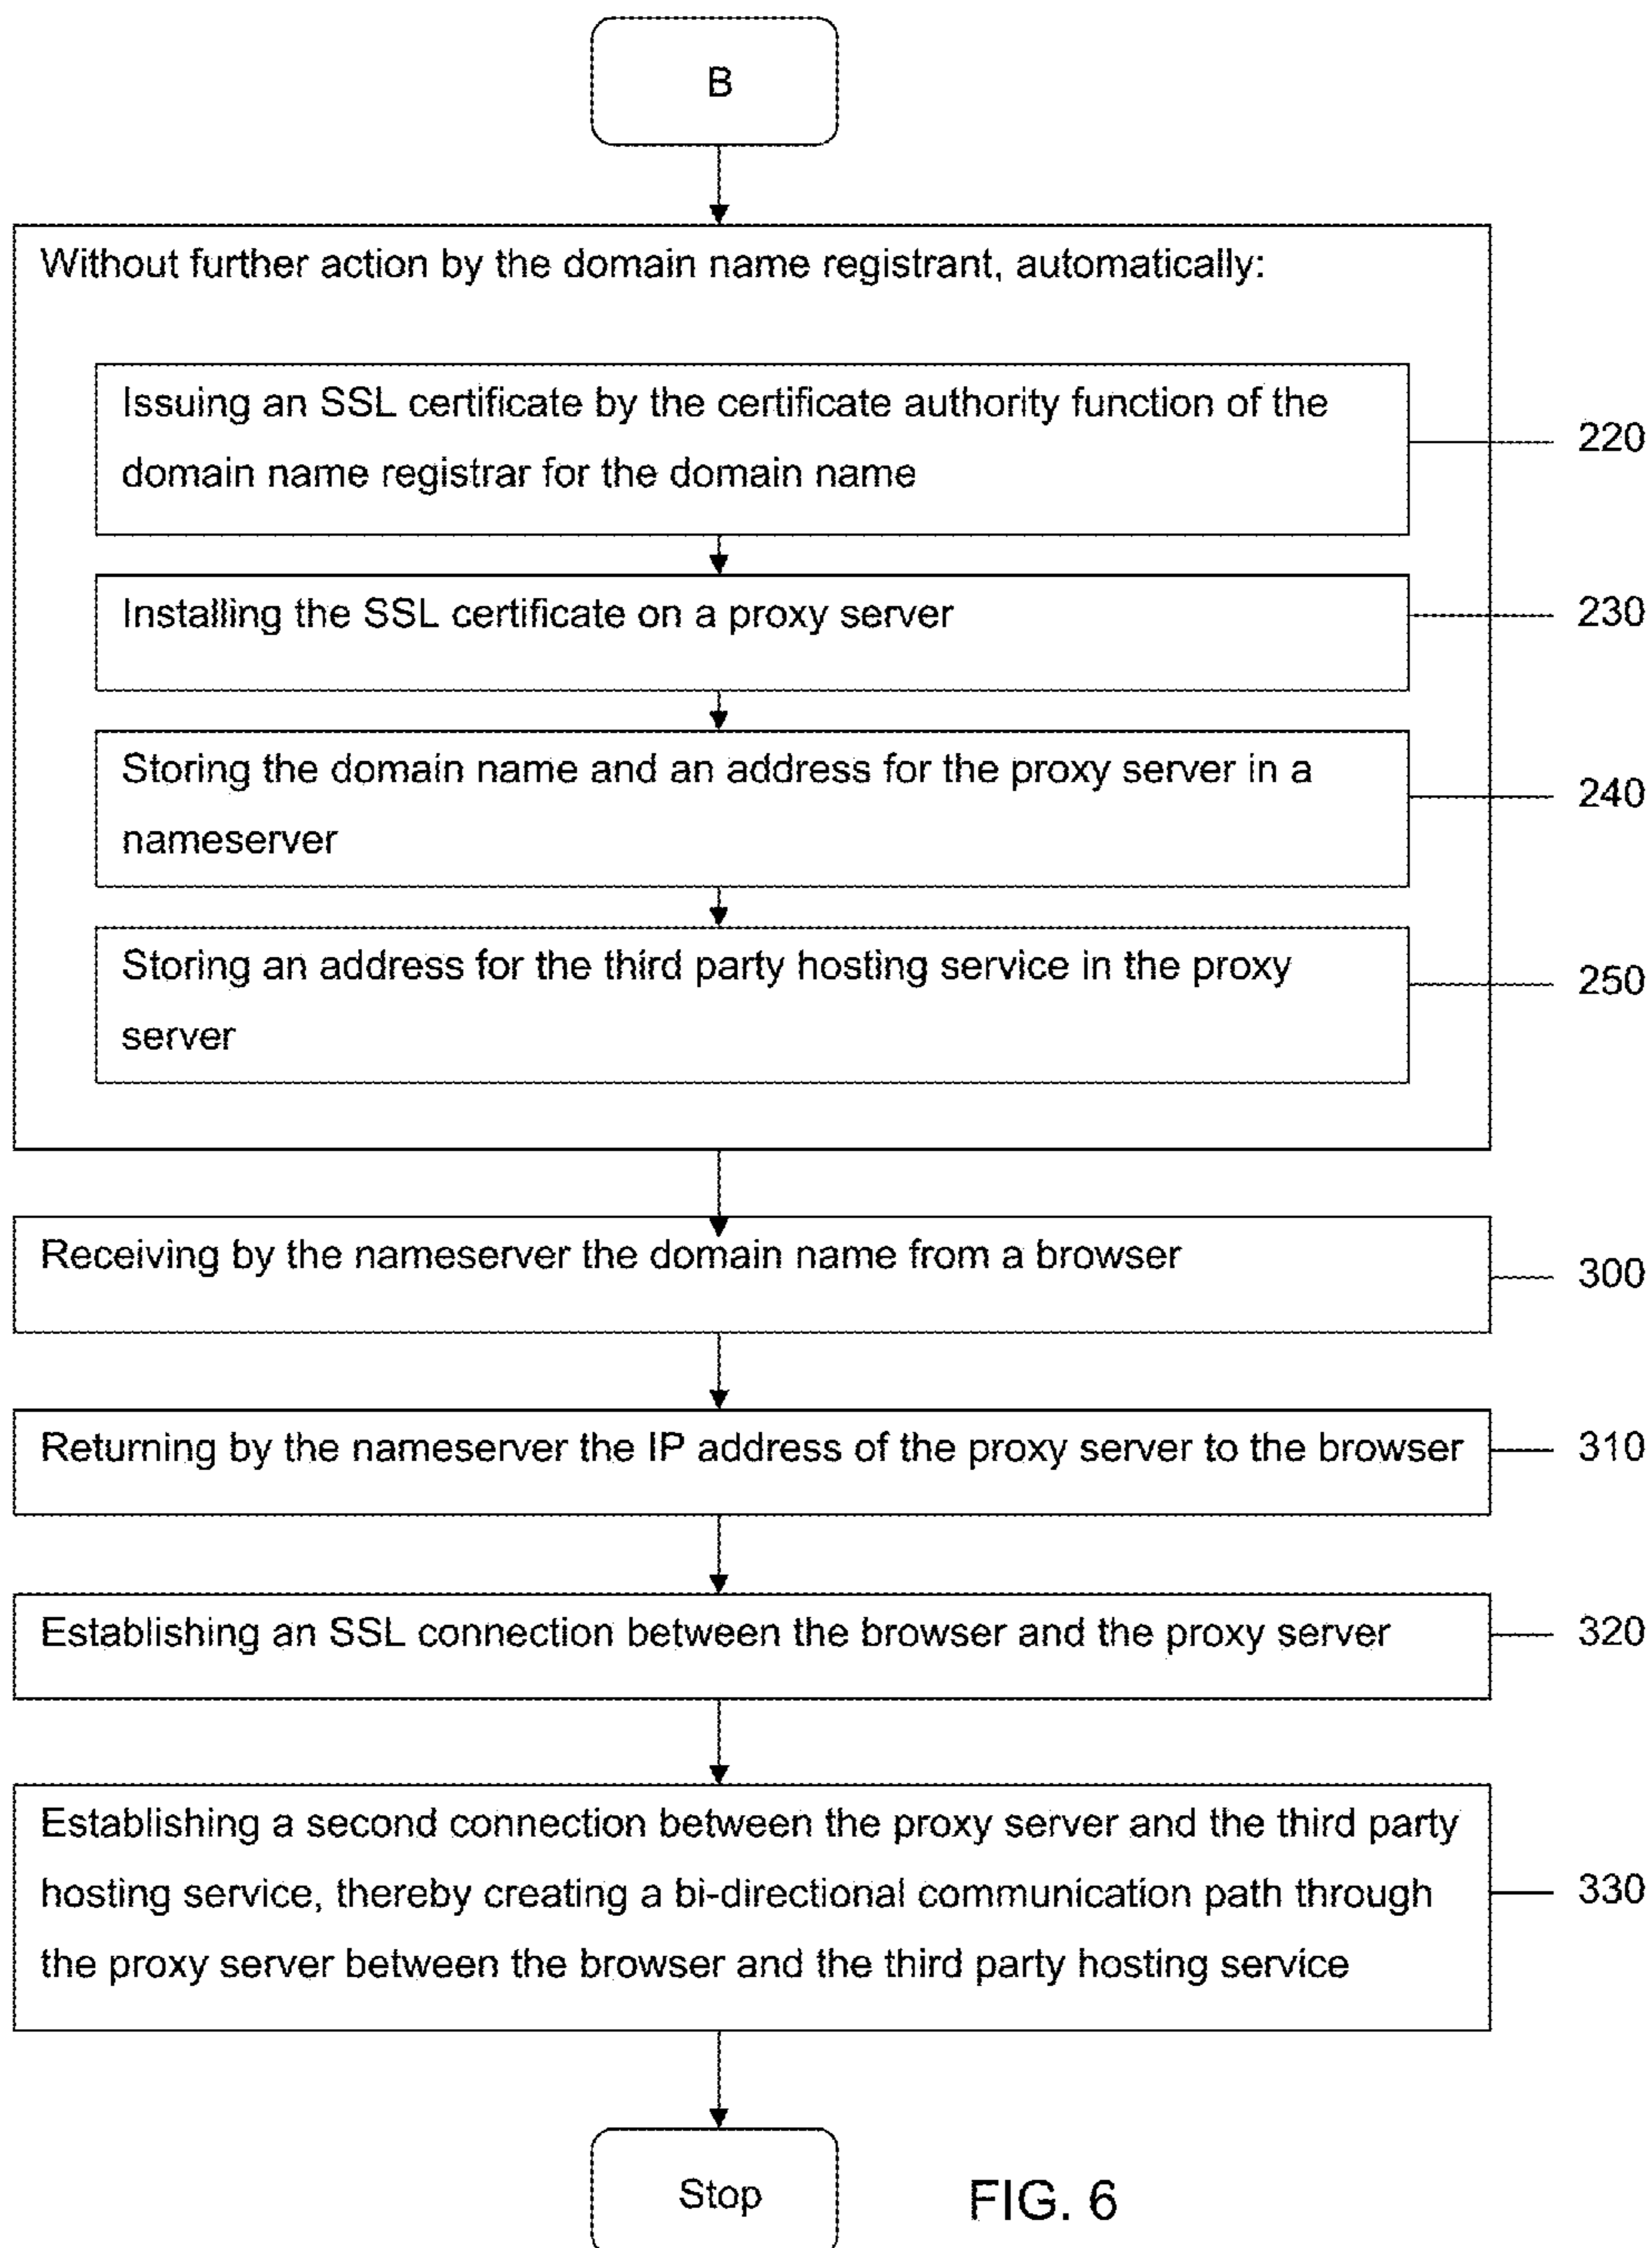 B
Without further action by the domain name registrant, automatically:
Issuing an SSL certificate by the certificate authority function of the
domain name registrar for the domain name
220
Installing the SSL certificate on a proxy server
230
Storing the domain name and an address for the proxy server in a
nameserver
240
Storing an address for the third party hosting service in the proxy
server
250
Receiving by the nameserver the domain name from a browser
300
Returning by the nameserver the IP address of the proxy server to the browser
310
Establishing an SSL connection between the browser and the proxy server
320
Establishing a second connection between the proxy server and the third party
hosting service, thereby creating a bi-directional communication path through
the proxy server between the browser and the third party hosting service
330
Stop
FIG. 6